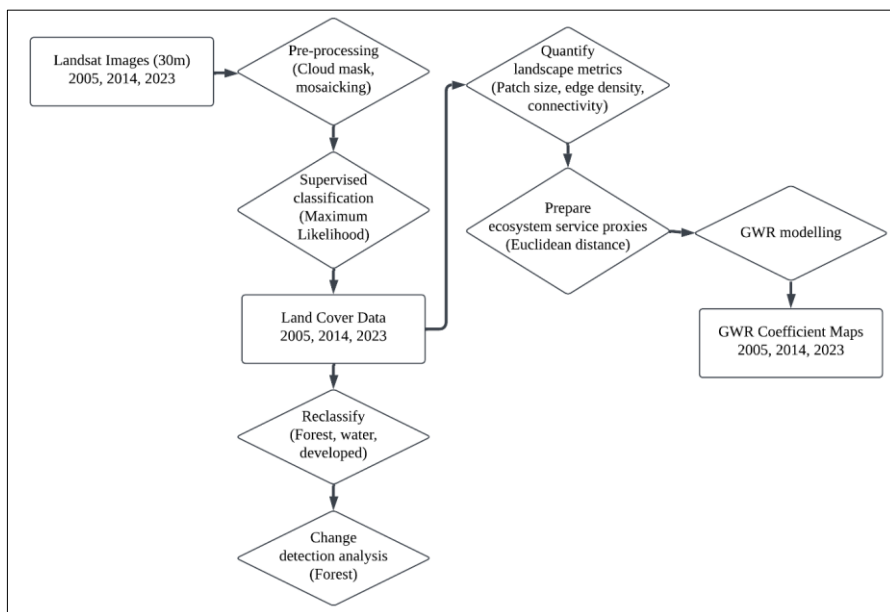 Landsat Images (30m)
2005, 2014, 2023
Pre-processing
(Cloud mask,
mosaicking)
Supervised
classification
(Maximum
Likelihood)
Land Cover Data
2005, 2014, 2023
Reclassify
(Forest, water,
developed)
Change
detection analysis
(Forest)
Quantify
landscape metrics
(Patch size, edge density,
connectivity)
Prepare
ecosystem service proxies
(Euclidean distance)
GWR modelling
GWR Coefficient Maps
2005, 2014, 2023